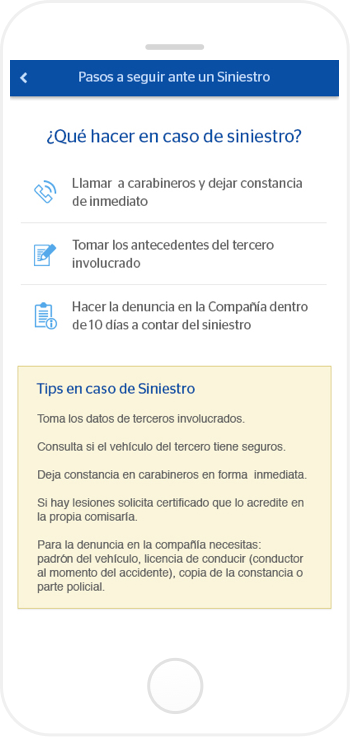 Pasos a seguir ante un Siniestro
¿Qué hacer en caso de siniestro?
Llamar a carabineros y dejar constancia
de inmediato
Tomar los antecedentes del tercero
involucrado
Hacer la denuncia en la Compañía dentro
de 10 días a contar del siniestro
Tips en caso de Siniestro
Toma los datos de terceros involucrados.
Consulta si el vehículo del tercero tiene seguros.
Deja constancia en carabineros en forma inmediata.
Si hay lesiones solicita certificado que lo acredite en
la propia comisaría.
Para la denuncia en la compañía necesitas:
padrón del vehículo, licencia de conducir (conductor
al momento del accidente), copia de la constancia o
parte policial.